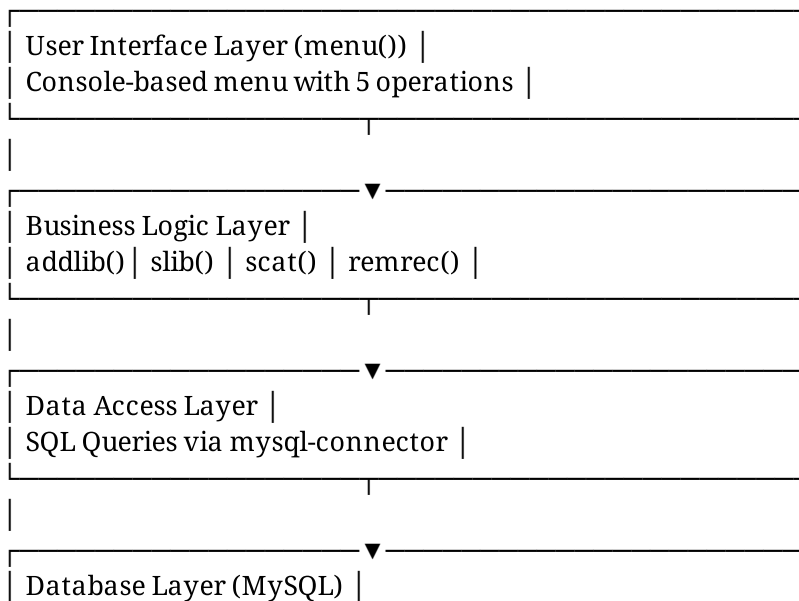 │ User Interface Layer (menu()) │
│ Console-based menu with 5 operations │
│
▼
│ Business Logic Layer │
│ addlib()│ slib() │ scat() │ remrec() │
│
▼
│ Data Access Layer │
│ SQL Queries via mysql-connector │
│
▼
│ Database Layer (MySQL) │